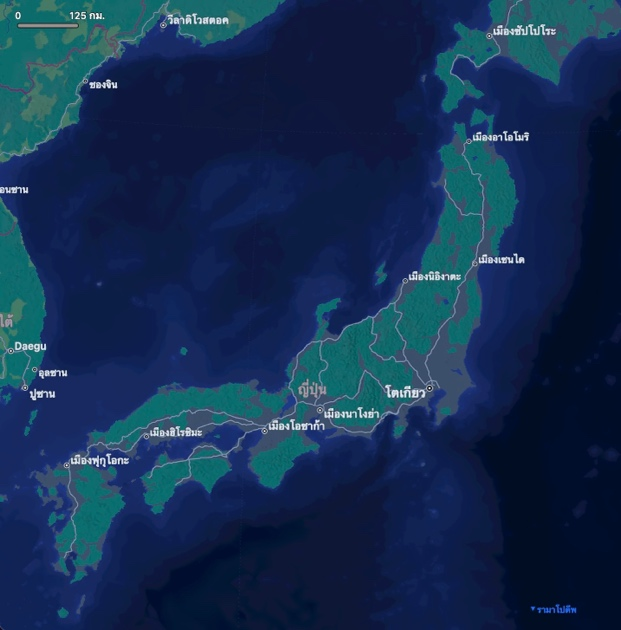 0 125 กม.
วลาดิวอสตอค
เมืองซัปโปโระ
ชองจิน
เมืองอาโอโมริ
อนซาน
เมืองเซนได
เมืองนิอิงาตะ
ใต้
Daegu
อุลซาน
ปูซาน
ญี่ปุ่น
โตเกียว
เมืองนาโงย่า
เมืองโอซาก้า
เมืองฮิโรชิมะ
เมืองฟุกุโอกะ
รามาโปดีพ